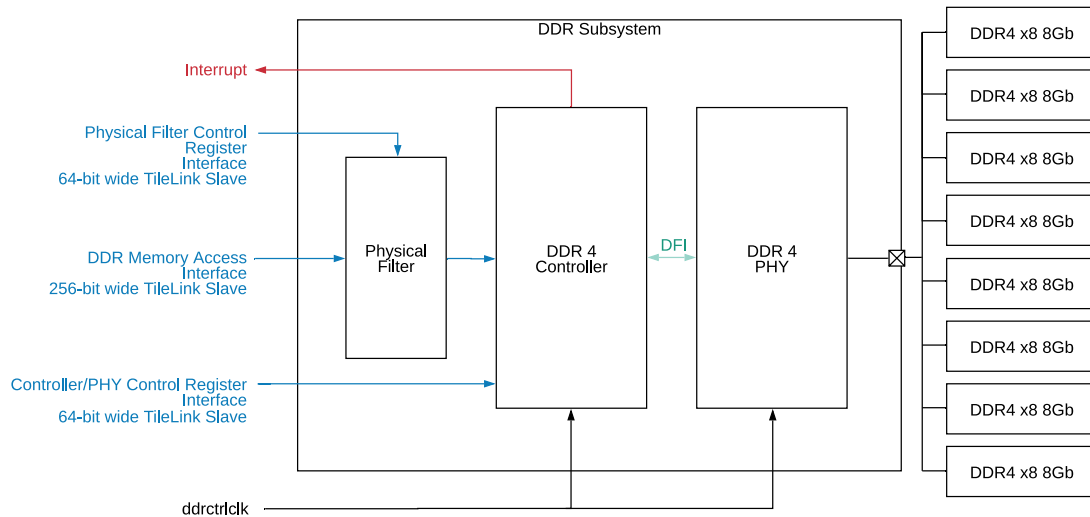 DDR Subsystem
Interrupt
Physical Filter Control
Register
Interface
64-bit wide TileLink Slave
DDR Memory Access
Interface
256-bit wide TileLink Slave
Controller/PHY Control Register
Interface
64-bit wide TileLink Slave
ddrctrlclk
Physical
Filter
DDR 4
Controller
DFI
DDR 4
PHY
DDR4 x8 8Gb
DDR4 x8 8Gb
DDR4 x8 8Gb
DDR4 x8 8Gb
DDR4 x8 8Gb
DDR4 x8 8Gb
DDR4 x8 8Gb
DDR4 x8 8Gb